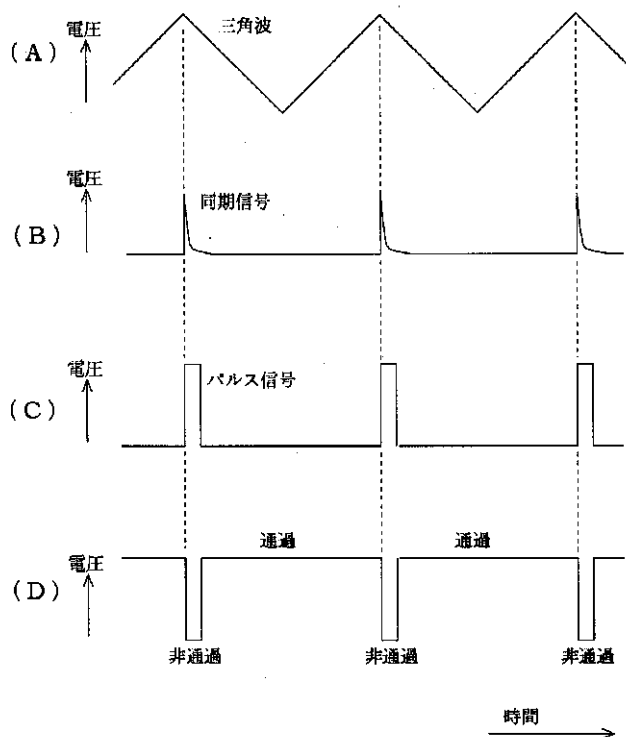 電圧
三角波
(A)
電圧
同期信号
(B)
電圧
パルス信号
(C)
通過 通過
電圧
(D)
非通過 非通過 非通過
時間